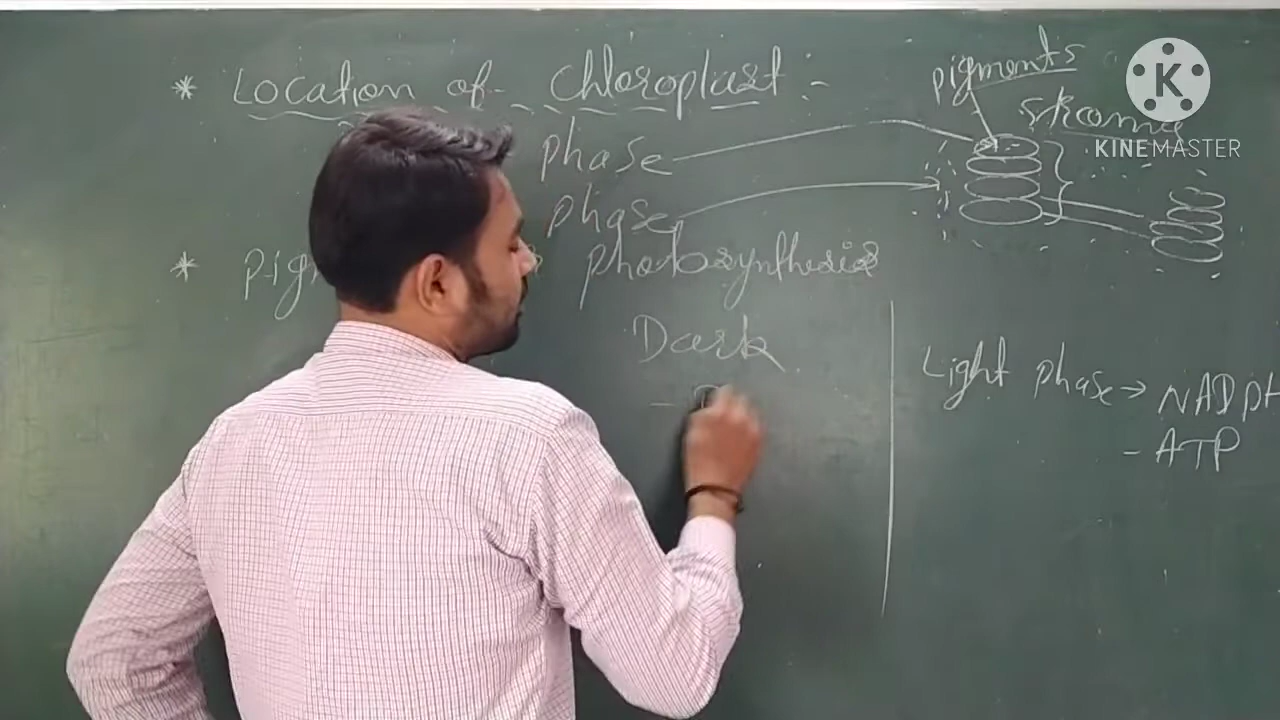 * Location of Chloroplast :-
pigments
stroma
K
KINEMASTER
phase
phase
* photosynthesis
Dark
-
Light phase → NADPH
- ATP